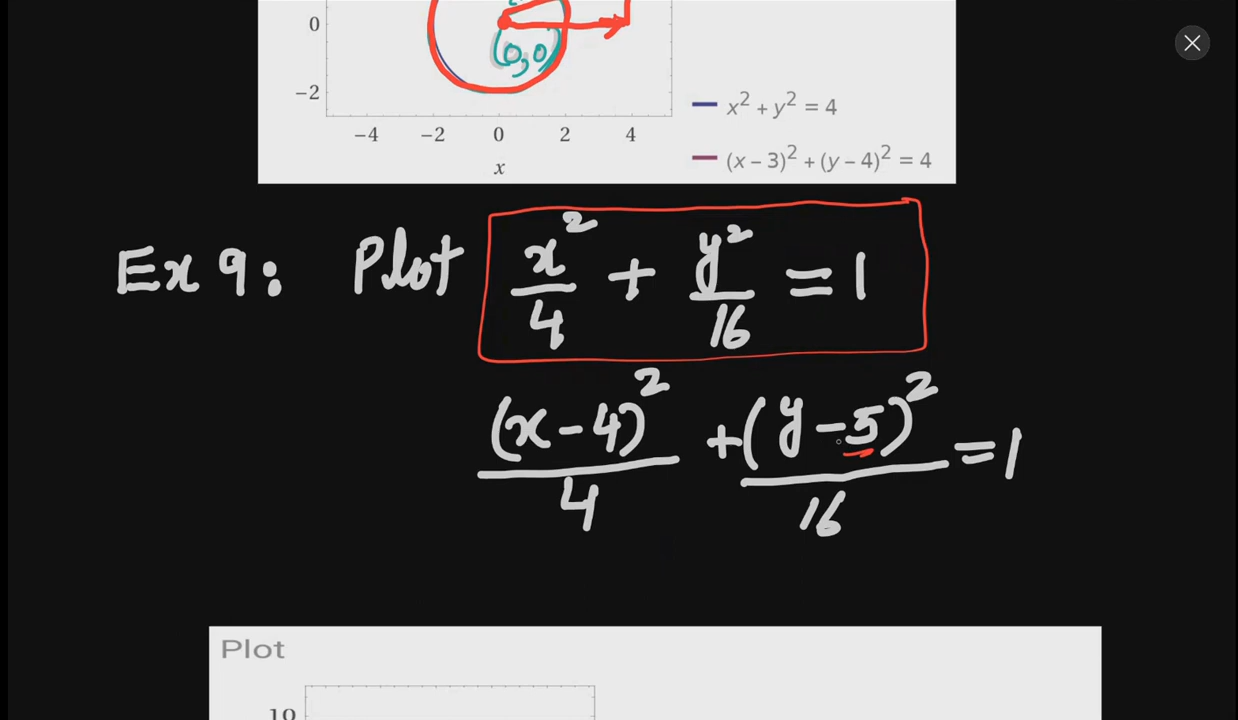 0
(0,0)
-2
-4 -2 0 2 4
x
x² + y² = 4
(x – 3)² + (y – 4)² = 4
Ex 9: Plot x²/4 + y²/16 = 1
(x-4)²/4 + (y-5)²/16 = 1
Plot
10